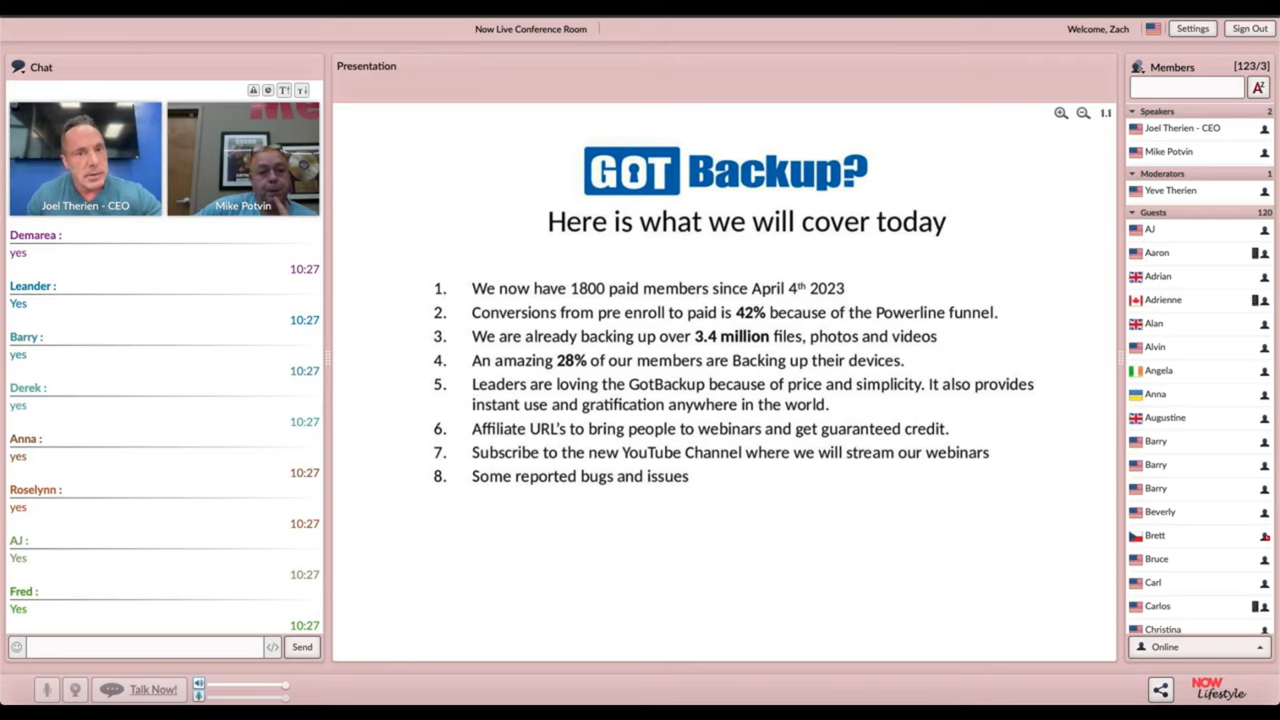 Now Live Conference Room
Welcome, Zach
Settings
Sign Out
Chat
Joel Therien - CEO
Mike Potvin
Demarea :
yes
10:27
Leander :
Yes
10:27
Barry :
yes
10:27
Derek :
yes
10:27
Anna :
yes
10:27
Roselynn :
yes
10:27
AJ :
Yes
10:27
Fred :
Yes
10:27
Send
Talk Now!
Presentation
1.1
GOT Backup?
Here is what we will cover today
1. We now have 1800 paid members since April 4th 2023
2. Conversions from pre enroll to paid is 42% because of the Powerline funnel.
3. We are already backing up over 3.4 million files, photos and videos
4. An amazing 28% of our members are Backing up their devices.
5. Leaders are loving the GotBackup because of price and simplicity. It also provides
instant use and gratification anywhere in the world.
6. Affiliate URL's to bring people to webinars and get guaranteed credit.
7. Subscribe to the new YouTube Channel where we will stream our webinars
8. Some reported bugs and issues
Members [123/3]
Speakers 2
Joel Therien - CEO
Mike Potvin
Moderators 1
Yeve Therien
Guests 120
AJ
Aaron
Adrian
Adrienne
Alan
Alvin
Angela
Anna
Augustine
Barry
Barry
Barry
Beverly
Brett
Bruce
Carl
Carlos
Christina
Online
NOW
Lifestyle